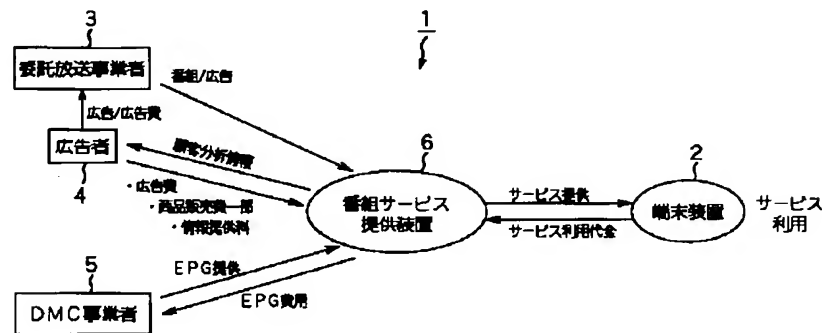 3
1
委託放送事業者
番組/広告
広告/広告費
広告者
顧客分析情報
6
2
4
・広告費
・商品販売費一部
・情報提供料
番組サービス
提供装置
サービス提供
サービス利用代金
端末装置
サービス
利用
5
EPG提供
EPG費用
DMC事業者